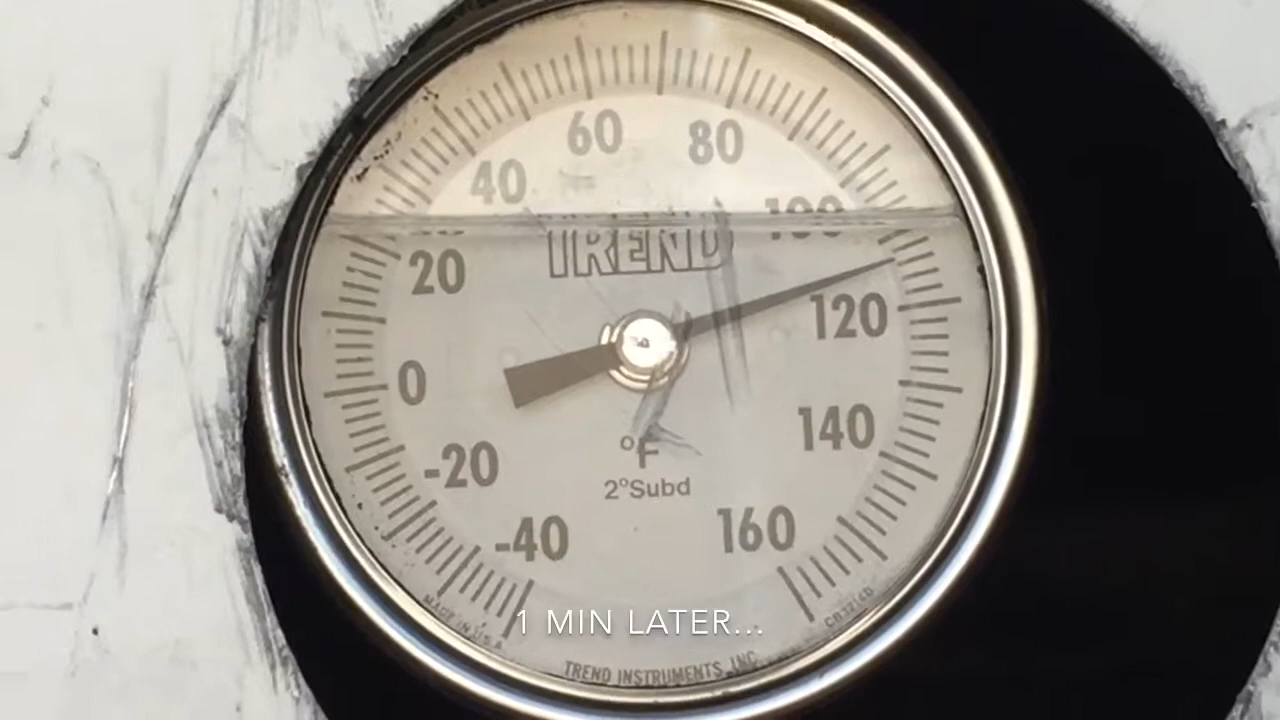 60 80
40 100
TREND
20
120
0
140
-20
°F
2°Subd
-40 160
1 MIN LATER...
MADE IN U.S.A.
TREND INSTRUMENTS, INC.